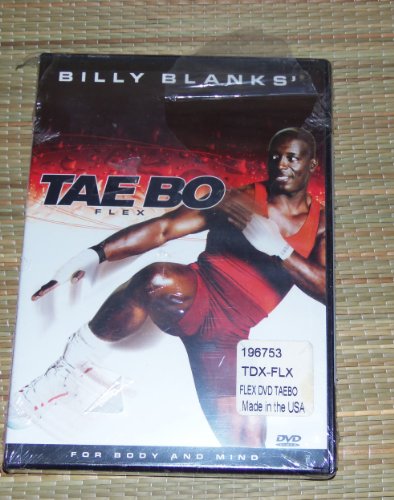 BILLY BLANKS'
TAE BO
FLEX
196753
TDX-FLX
FLEX DVD TAEBO
Made in the USA
DVD
FOR BODY AND MIND